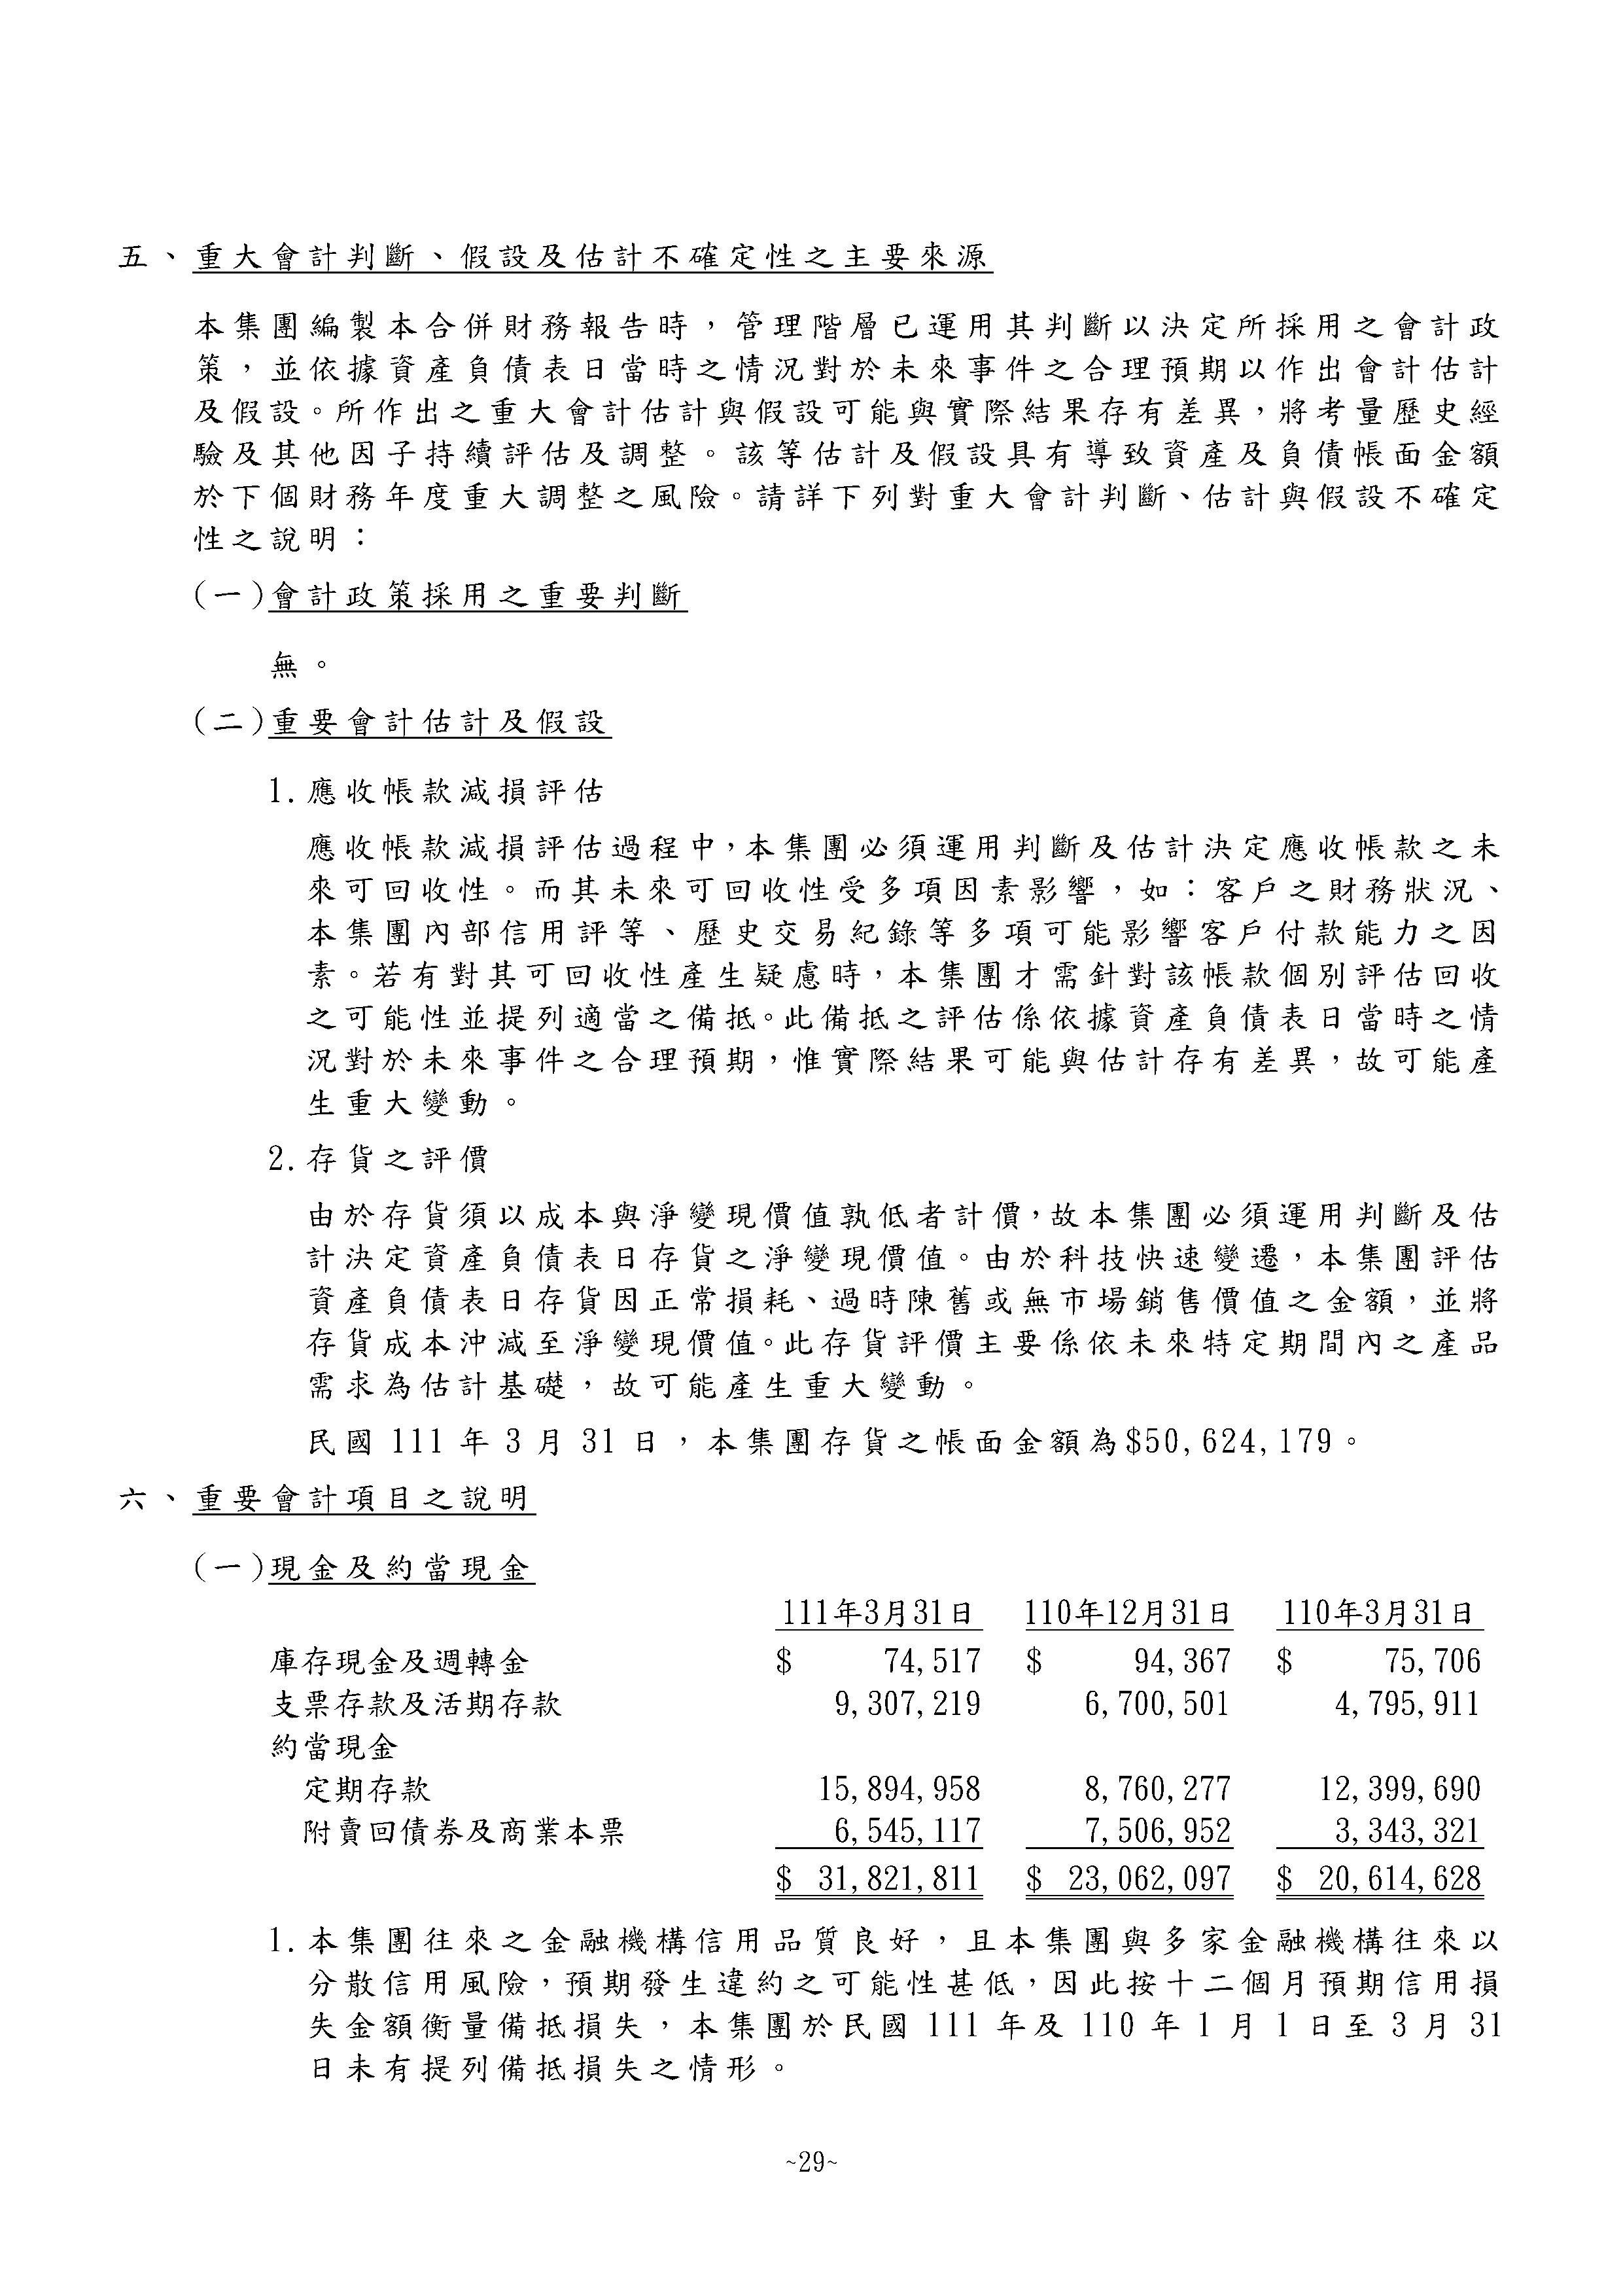 五、重大會計判斷、假設及估計不確定性之主要來源
本集團編製本合併財務報告時，管理階層已運用其判斷以決定所採用之會計政
策，並依據資產負債表日當時之情況對於未來事件之合理預期以作出會計估計
及假設。所作出之重大會計估計與假設可能與實際結果存有差異，將考量歷史經
驗及其他因子持續評估及調整。該等估計及假設具有導致資產及負債帳面金額
於下個財務年度重大調整之風險。請詳下列對重大會計判斷、估計與假設不確定
性之說明：
(一)會計政策採用之重要判斷
無。
(二)重要會計估計及假設
1.應收帳款減損評估
應收帳款減損評估過程中，本集團必須運用判斷及估計決定應收帳款之未
來可回收性。而其未來可回收性受多項因素影響，如：客戶之財務狀況、
本集團內部信用評等、歷史交易紀錄等多項可能影響客戶付款能力之因
素。若有對其可回收性產生疑慮時，本集團才需針對該帳款個別評估回收
之可能性並提列適當之備抵。此備抵之評估係依據資產負債表日當時之情
況對於未來事件之合理預期，惟實際結果可能與估計存有差異，故可能產
生重大變動。
2.存貨之評價
由於存貨須以成本與淨變現價值孰低者計價，故本集團必須運用判斷及估
計決定資產負債表日存貨之淨變現價值。由於科技快速變遷，本集團評估
資產負債表日存貨因正常損耗、過時陳舊或無市場銷售價值之金額，並將
存貨成本沖減至淨變現價值。此存貨評價主要係依未來特定期間內之產品
需求為估計基礎，故可能產生重大變動。
民國 111 年 3 月 31 日，本集團存貨之帳面金額為$50,624,179。
六、重要會計項目之說明
(一)現金及約當現金
111年3月31日 110年12月31日 110年3月31日
庫存現金及週轉金 $ 74,517 $ 94,367 $ 75,706
支票存款及活期存款 9,307,219 6,700,501 4,795,911
約當現金
定期存款 15,894,958 8,760,277 12,399,690
附賣回債券及商業本票 6,545,117 7,506,952 3,343,321
$ 31,821,811 $ 23,062,097 $ 20,614,628
1.本集團往來之金融機構信用品質良好，且本集團與多家金融機構往來以
分散信用風險，預期發生違約之可能性甚低，因此按十二個月預期信用損
失金額衡量備抵損失，本集團於民國 111 年及 110 年 1 月 1 日至 3 月 31
日未有提列備抵損失之情形。
~29~